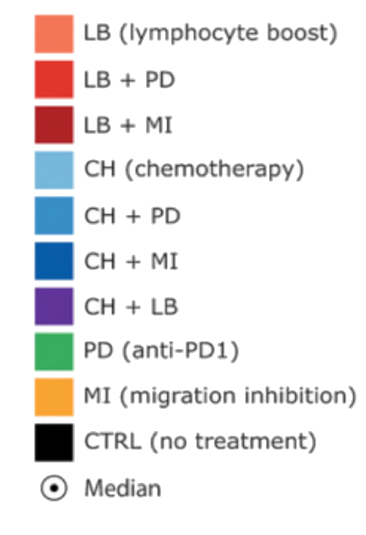 LB (lymphocyte boost)
LB + PD
LB + MI
CH (chemotherapy)
CH + PD
CH + MI
CH + LB
PD (anti-PD1)
MI (migration inhibition)
CTRL (no treatment)
Median